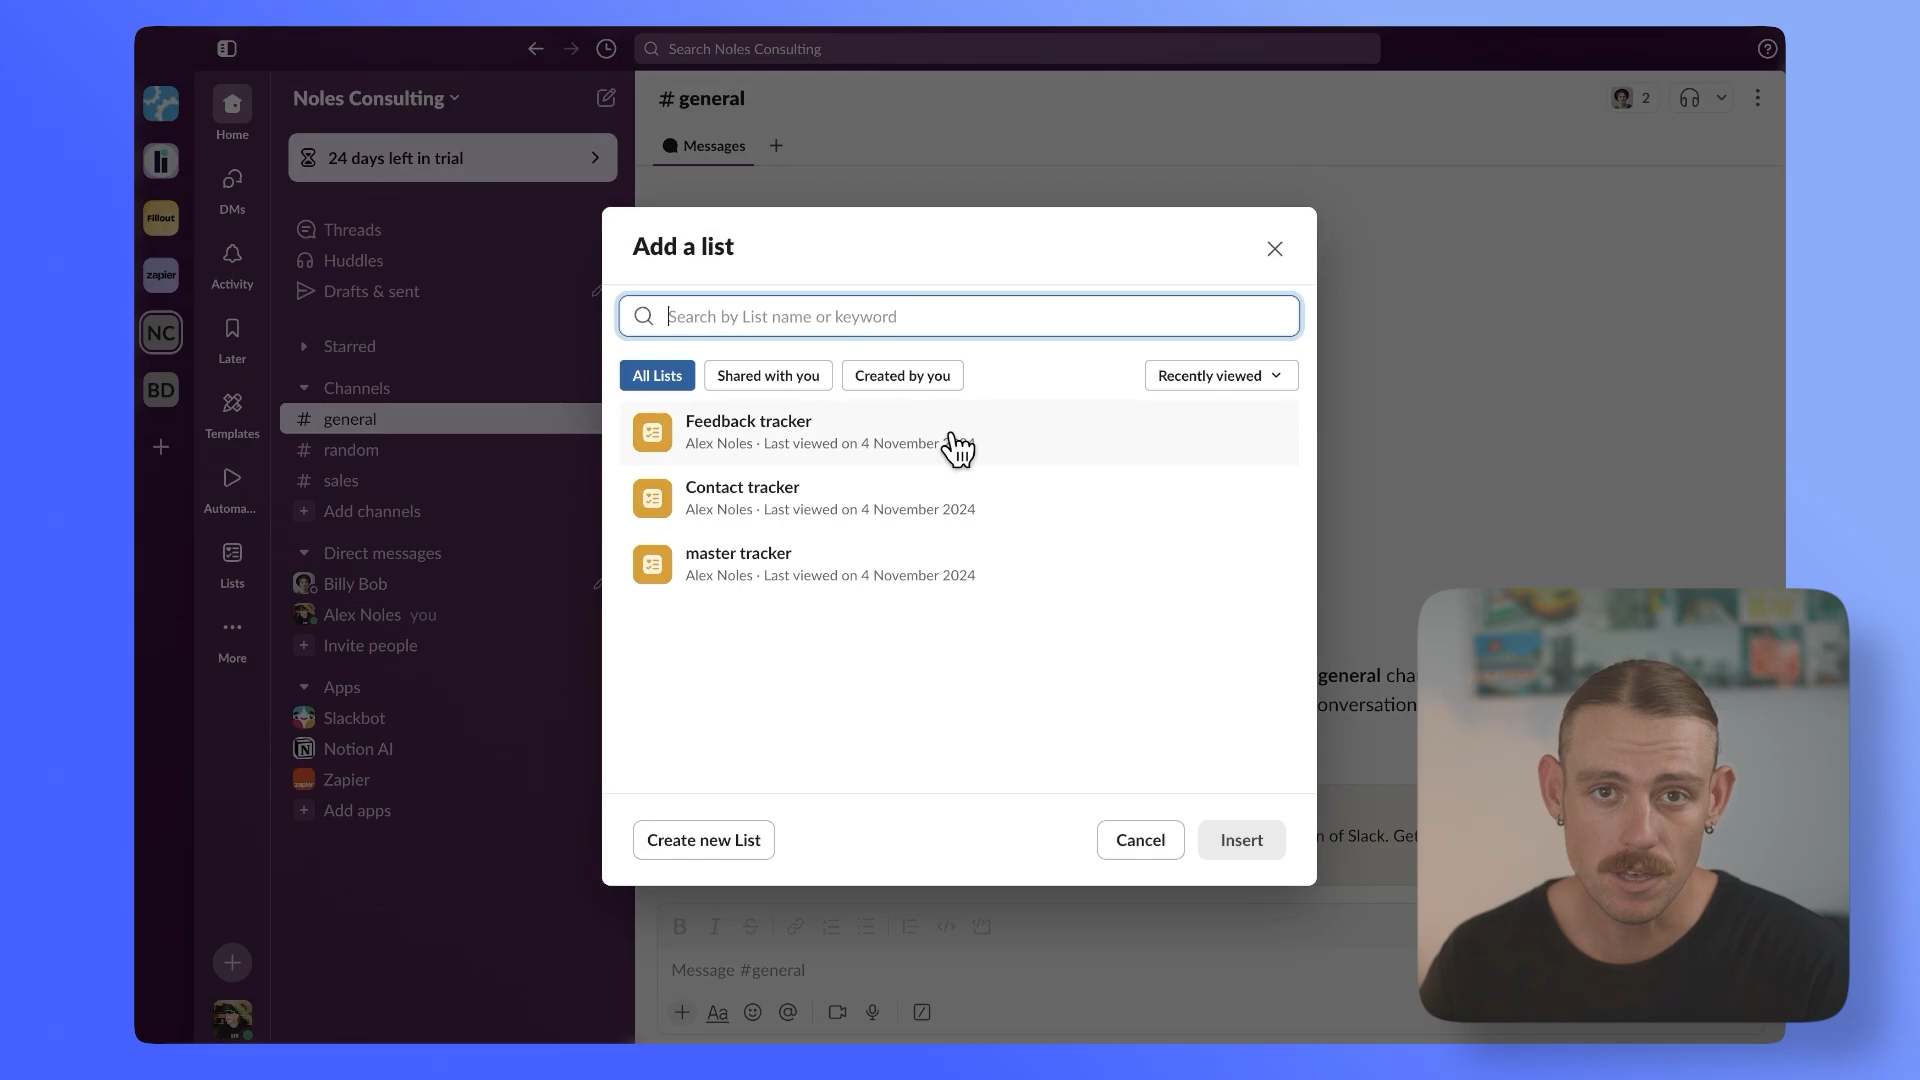 Search Noles Consulting
Fillout
zapier
NC
BD
Home
DMs
Activity
Later
Templates
Automa...
Lists
More
Noles Consulting
24 days left in trial
Threads
Huddles
Drafts & sent
Starred
Channels
# general
# random
# sales
Add channels
Direct messages
Billy Bob
Alex Noles you
Invite people
Apps
Slackbot
Notion AI
zapier
Zapier
Add apps
# general
2
Messages
Add a list
Search by List name or keyword
All Lists
Shared with you
Created by you
Recently viewed
Feedback tracker
Alex Noles · Last viewed on 4 November
Contact tracker
Alex Noles · Last viewed on 4 November 2024
master tracker
Alex Noles · Last viewed on 4 November 2024
Create new List
Cancel
Insert
general cha
onversation
n of Slack. Get
B I S
Message #general
Aa